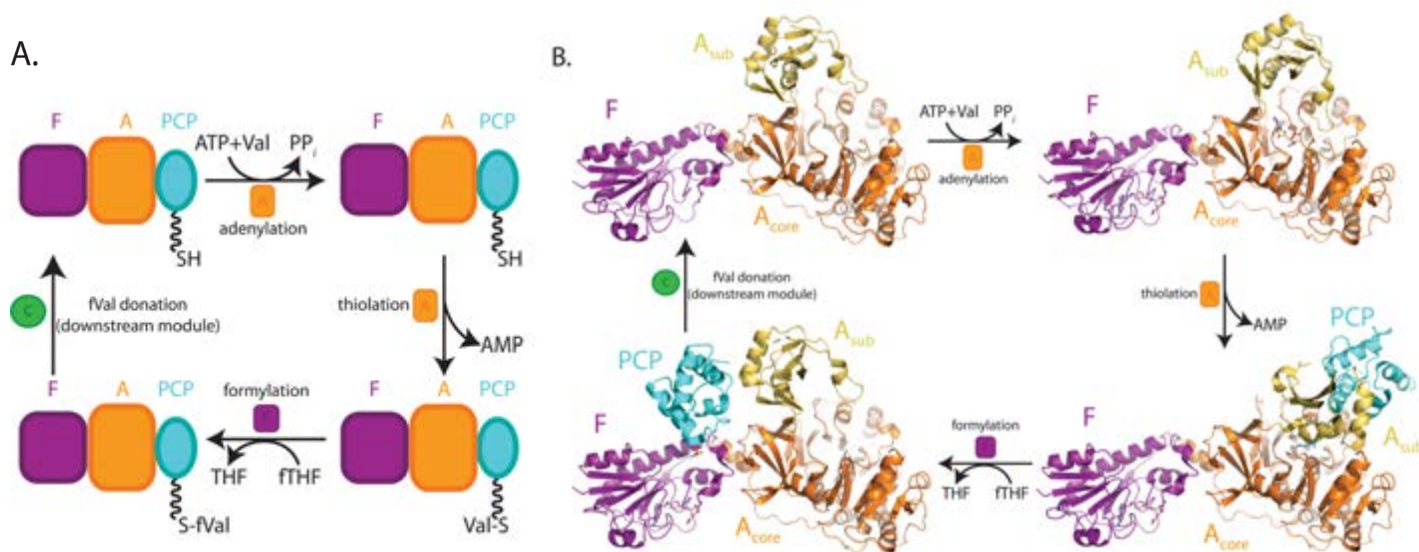 A.
F A PCP
ATP+Val PPi
A
adenylation
SH
F A PCP
SH
thiolation A
AMP
C
fVal donation
(downstream module)
F A PCP
S-fVal
formylation
THF fTHF
F A PCP
Val-S
B.
Asub
F
Acore
ATP+Val PPi
A
adenylation
Asub
F
Acore
C
fVal donation
(downstream module)
thiolation A
AMP
PCP
Asub
F
Acore
formylation
THF fTHF
PCP
F
Asub
Acore